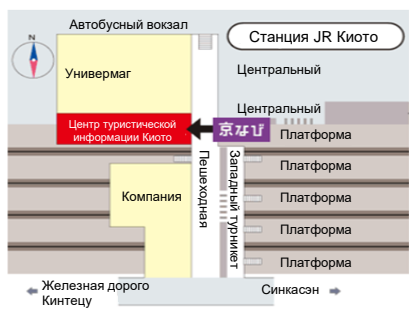 Автобусный вокзал
N
Станция JR Киото
Универмаг
Центральный
Центральный
Центр туристической
информации Киото
京なび
Платформа
Платформа
Пешеходная
Западный турникет
Компания
Платформа
Платформа
Платформа
Железная дорого
Кинтецу
Синкасэн